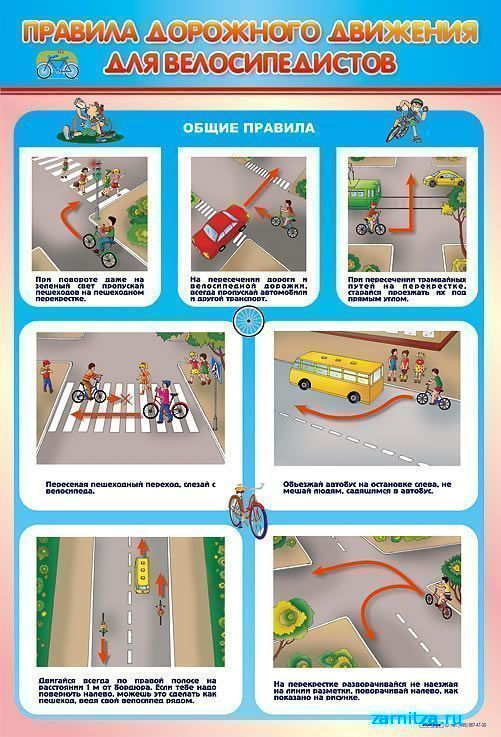 ПРАВИЛА ДОРОЖНОГО ДВИЖЕНИЯ
ДЛЯ ВЕЛОСИПЕДИСТОВ
ОБЩИЕ ПРАВИЛА
При повороте даже на
зеленый свет пропускай
пешеходов на пешеходном
перекрестке.
На пересечении дороги и
велосипедной дорожки,
всегда пропускай автомобили
и другой транспорт.
При пересечении трамвайных
путей на перекрестке,
старайся проезжать их под
прямым углом.
Пересекая пешеходный переход, слезай с
велосипеда.
Объезжай автобус на остановке слева, не
мешай людям, садящимся в автобус.
Двигайся всегда по правой полосе на
расстоянии 1 м от бордюра. Если тебе надо
повернуть налево, можешь это сделать как
пешеход, ведя свой велосипед рядом.
На перекрестке разворачивайся не наезжая
на линии разметки, поворачивай налево, как
показано на рисунке.
zarnitza.ru